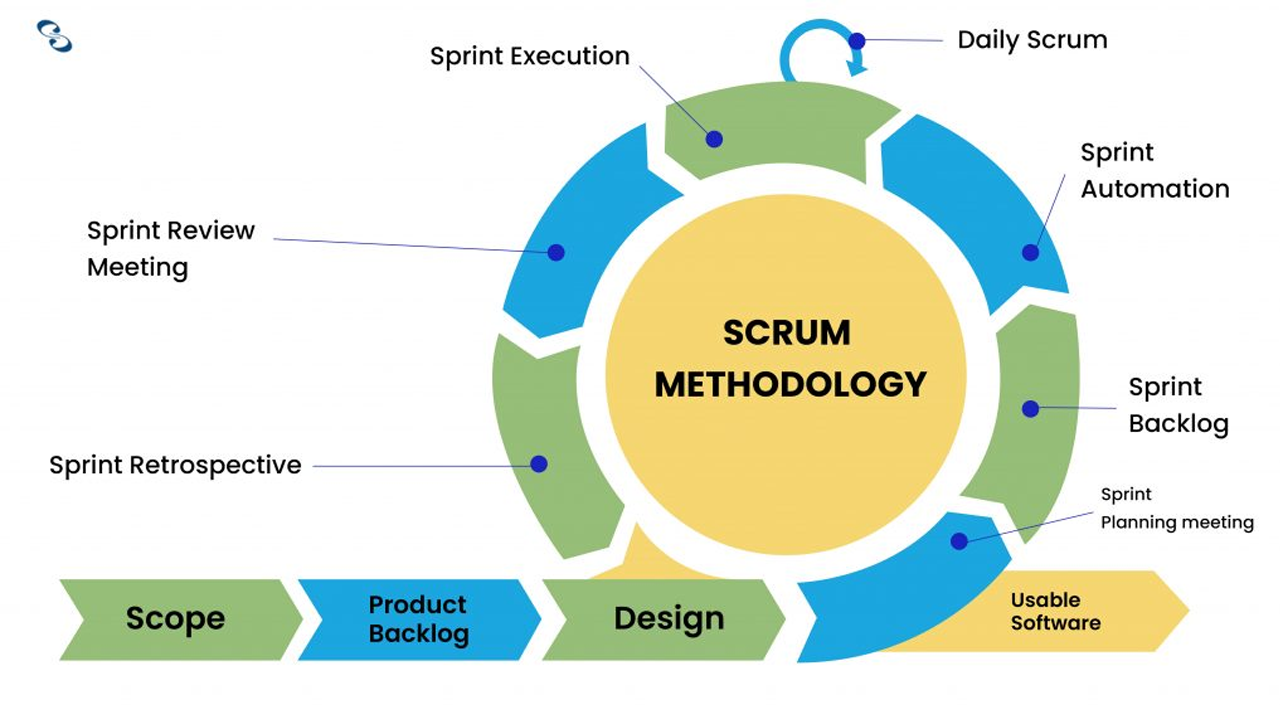 Daily Scrum
Sprint Execution
Sprint
Automation
Sprint Review
Meeting
SCRUM
METHODOLOGY
Sprint
Backlog
Sprint Retrospective
Sprint
Planning meeting
Scope
Product
Backlog
Design
Usable
Software